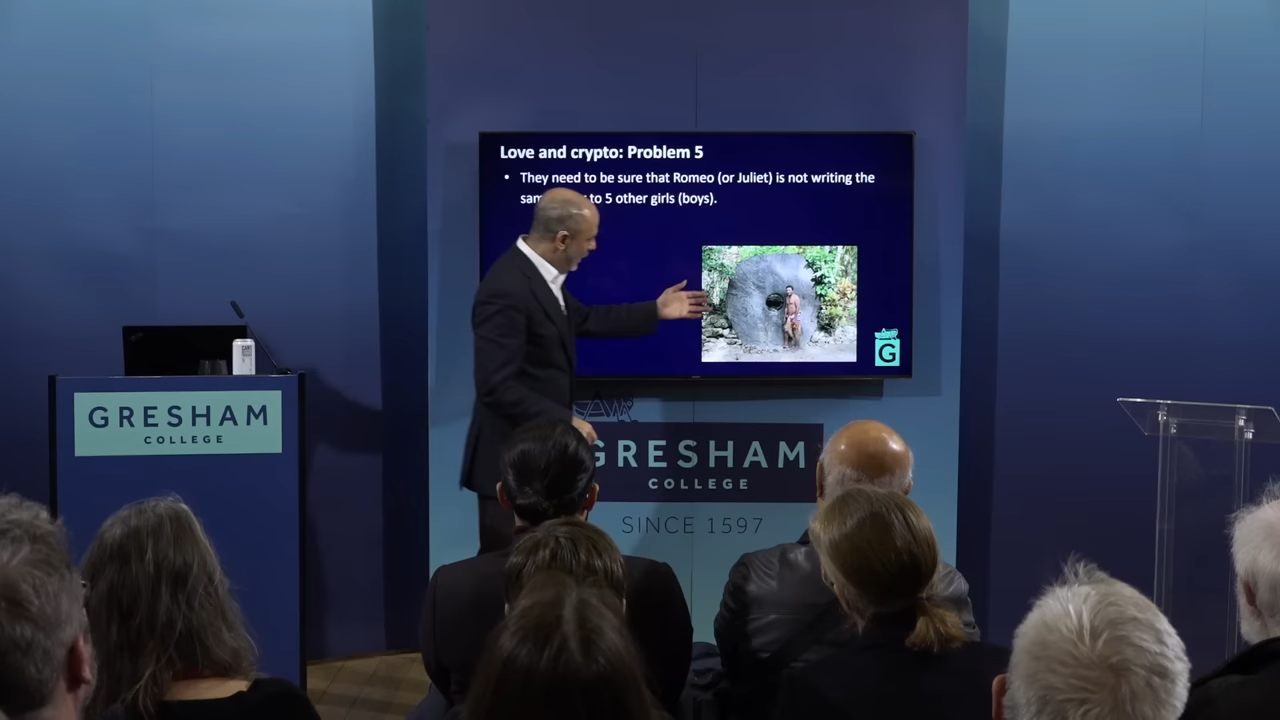 Love and crypto: Problem 5
• They need to be sure that Romeo (or Juliet) is not writing the
to 5 other girls (boys).
G
GRESHAM
COLLEGE
GRESHAM
COLLEGE
SINCE 1597